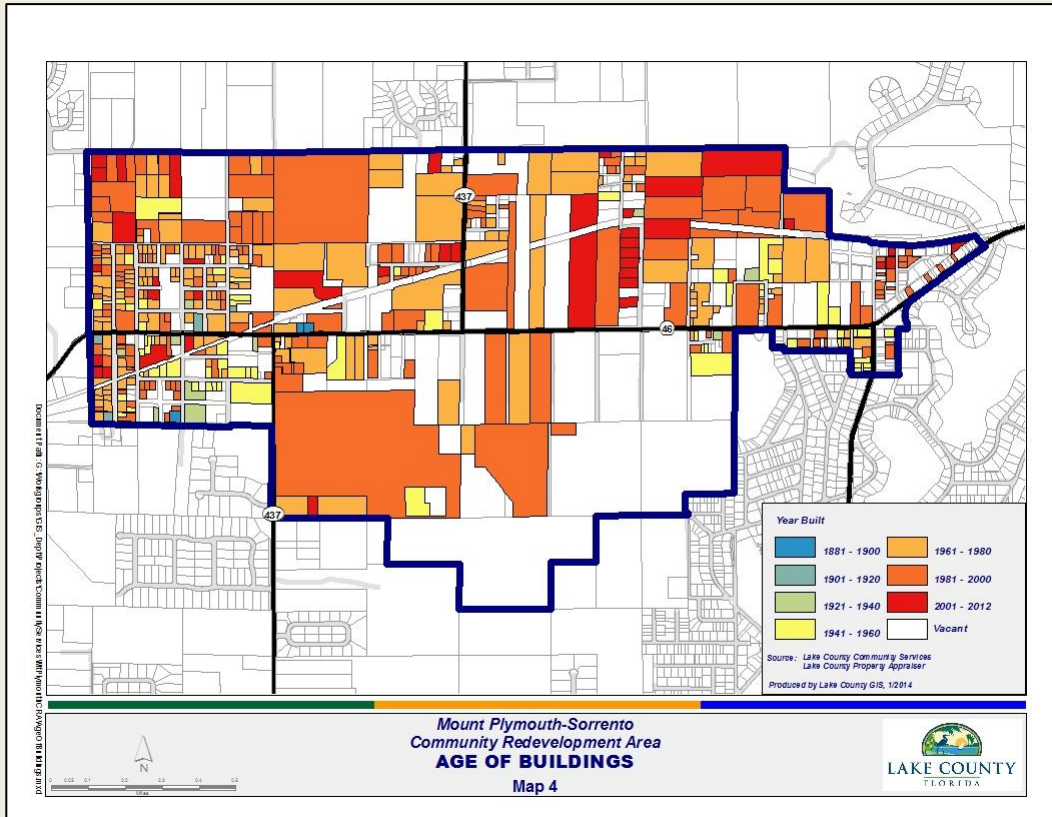 437
46
437
Year Built
1881 - 1900
1961 - 1980
1901 - 1920
1981 - 2000
1921 - 1940
2001 - 2012
1941 - 1960
Vacant
Source: Lake County Community Services
Lake County Property Appraiser
Produced by Lake County GIS, 1/2014
Mount Plymouth-Sorrento
Community Redevelopment Area
AGE OF BUILDINGS
Map 4
N
Miles
LAKE COUNTY
FLORIDA